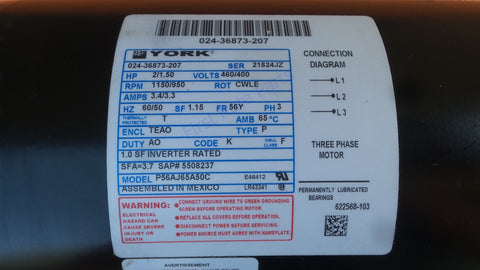 024-36873-207
YORK
024-36873-207 SER 21824JZ
HP 2/1.50 VOLTS 460/400
RPM 1150/950 ROT CWLE
AMPS 3.4/3.3
HZ 60/50 SF 1.15 FR 56Y PH 3
THERMALLY PROTECTED T AMB 65°C
ENCL TEAO TYPE P
DUTY AO CODE K INSUL CLASS F
1.0 SF INVERTER RATED
SFA=3.7 SAP# 5508237
MODEL P56AJ65A50C E46412
ASSEMBLED IN MEXICO LR43341
CONNECTION
DIAGRAM
L1
L2
L3
THREE PHASE
MOTOR
PERMANENTLY LUBRICATED
BEARINGS
622568-103
WARNING:
ELECTRICAL
HAZARD
CAN CAUSE
SEVERE
INJURY OR
DEATH
• CONNECT GROUND WIRE TO GREEN GROUNDING
SCREW BEFORE OPERATING MOTOR.
• REPLACE ALL COVERS BEFORE OPERATION.
• DISCONNECT POWER BEFORE SERVICING.
• POWER SOURCE MUST AGREE WITH NAMEPLATE.
ADVERTISSEMENT